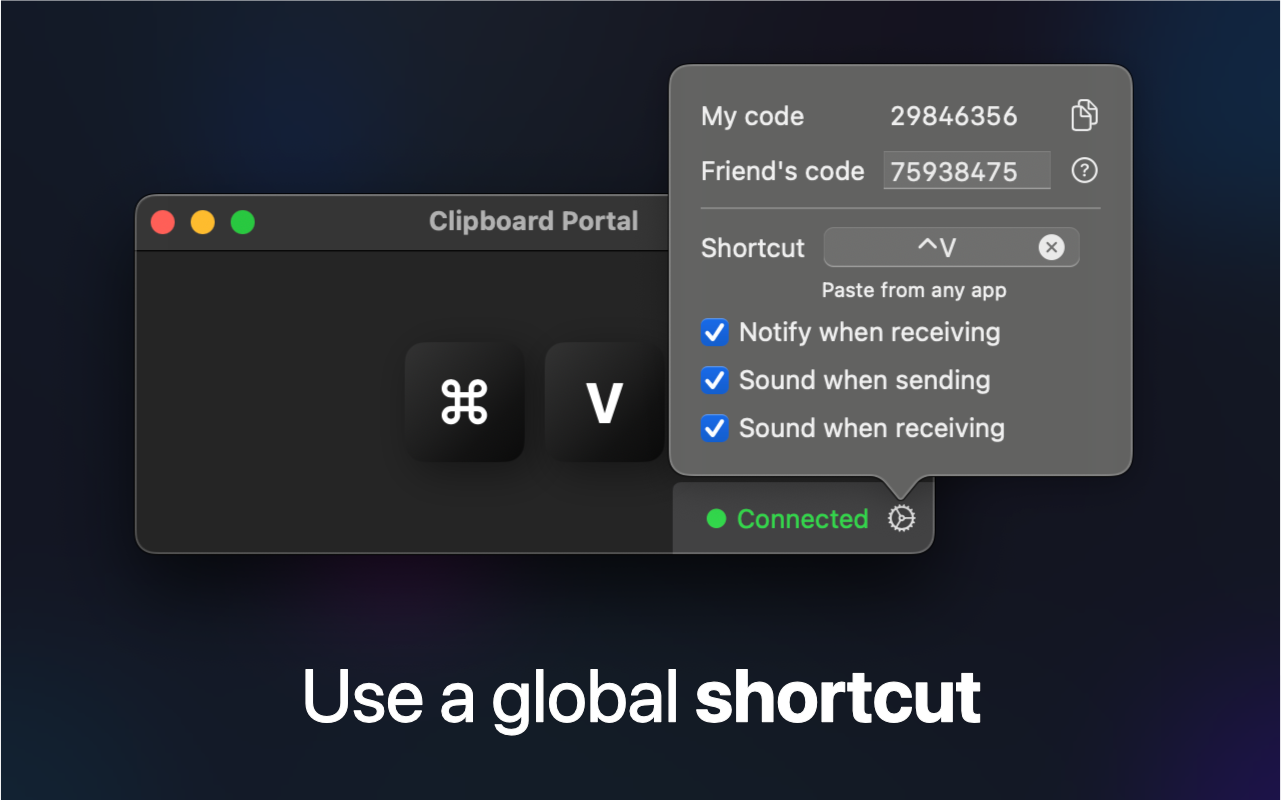 My code 29846356
Friend's code 75938475
Clipboard Portal
Shortcut ^V
Paste from any app
Notify when receiving
Sound when sending
Sound when receiving
⌘ V
Connected
Use a global shortcut